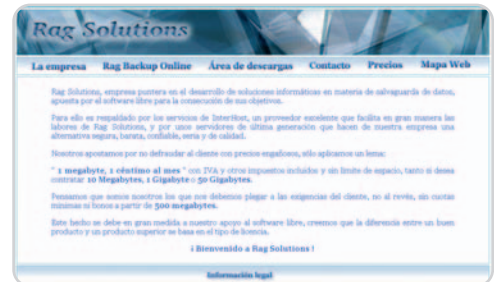 Rag Solutions
La empresa Rag Backup Online Área de descargas Contacto Precios Mapa Web
Rag Solutions, empresa puntera en el desarrollo de soluciones informáticas en materia de salvaguarda de datos,
apuesta por el software libre para la consecución de sus objetivos.
Para ello es respaldado por los servicios de InterHost, un proveedor excelente que facilita en gran manera las
labores de Rag Solutions, y por unos servidores de última generación que hacen de nuestra empresa una
alternativa segura, barata, confiable, seria y de calidad.
Nosotros apostamos por no defraudar al cliente con precios engañosos, sólo aplicamos un lema:
" 1 megabyte, 1 céntimo al mes " con IVA y otros impuestos incluidos y sin límite de espacio, tanto si desea
contratar 10 Megabytes, 1 Gigabyte o 50 Gigabytes.
Pensamos que somos nosotros los que nos debemos plegar a las exigencias del cliente, no al revés, sin cuotas
mínimas ni bonos a partir de 500 megabytes.
Este hecho se debe en gran medida a nuestro apoyo al software libre, creemos que la diferencia entre un buen
producto y un producto superior se basa en el tipo de licencia.
¡ Bienvenido a Rag Solutions !
Información legal